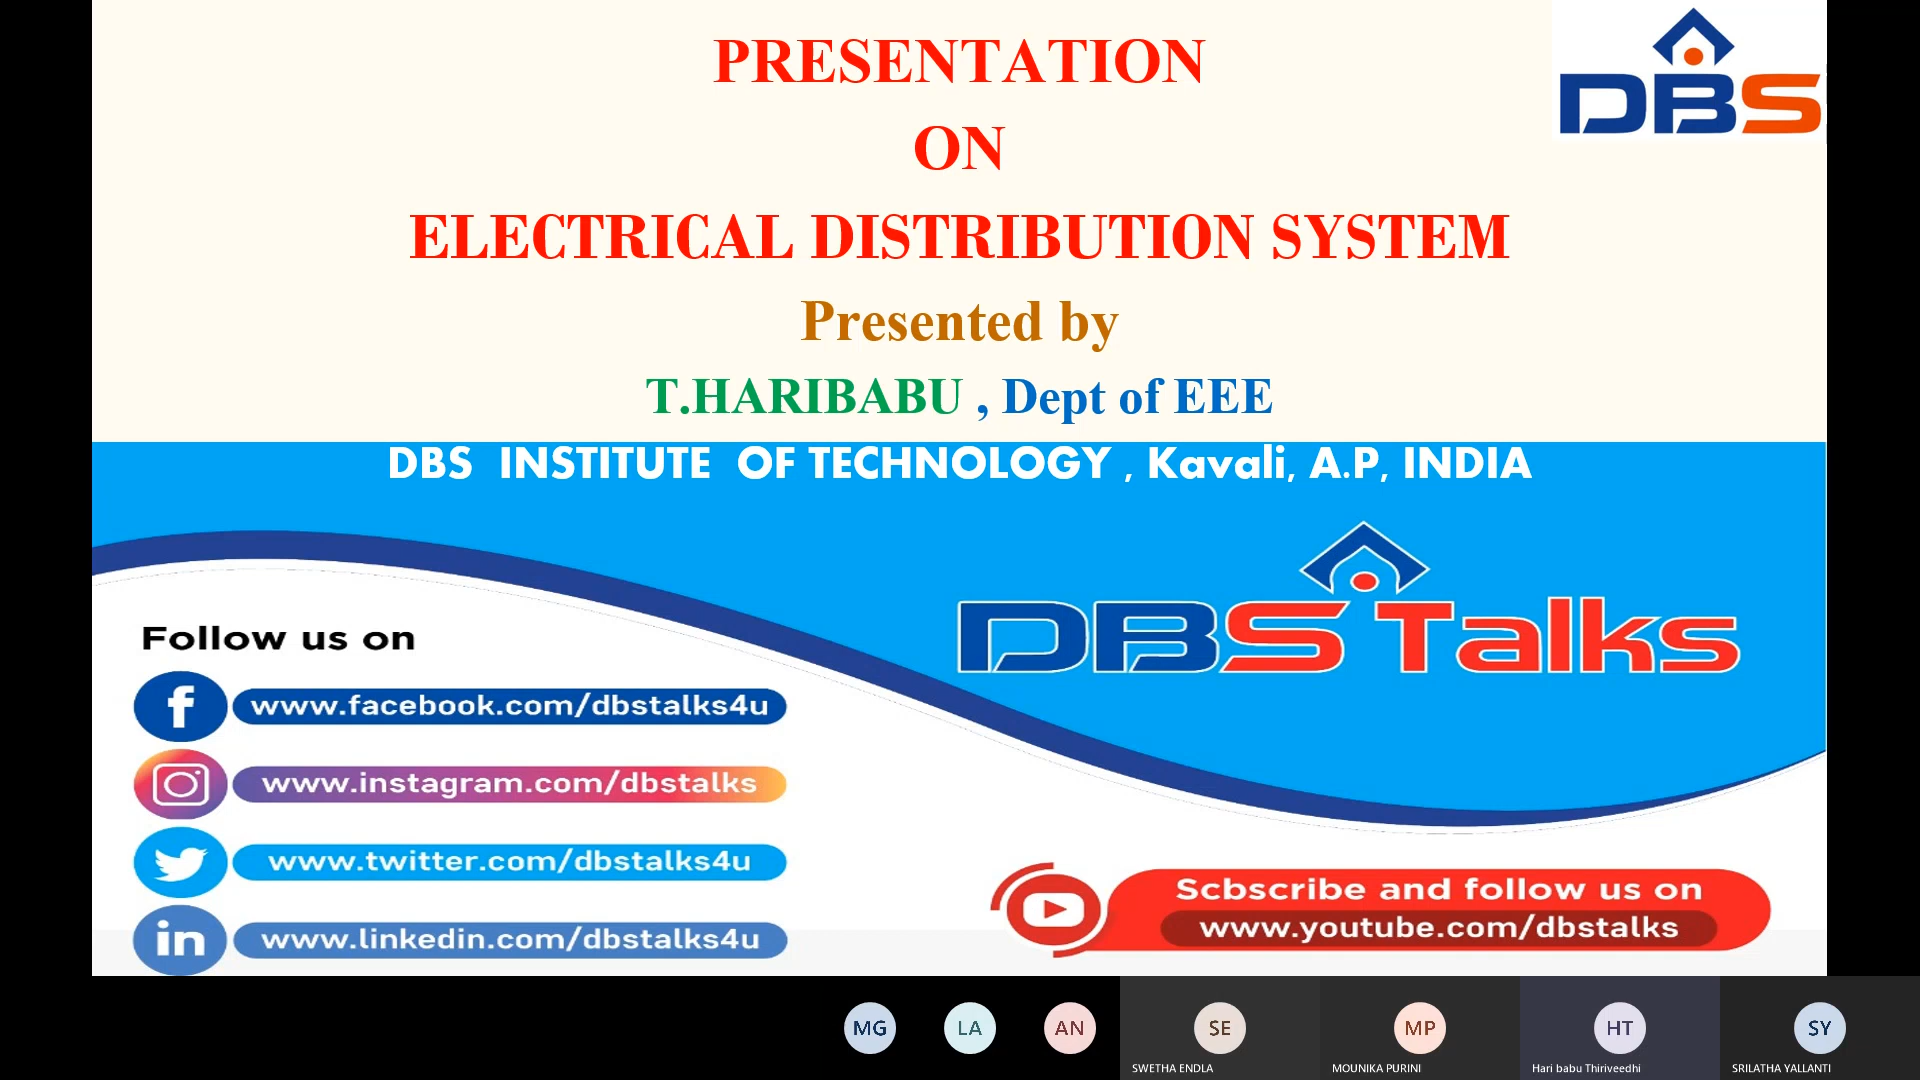 PRESENTATION
DBS
ON
ELECTRICAL DISTRIBUTION SYSTEM
Presented by
T.HARIBABU , Dept of EEE
DBS INSTITUTE OF TECHNOLOGY , Kavali, A.P, INDIA
DBS Talks
Follow us on
f www.facebook.com/dbstalks4u
www.instagram.com/dbstalks
www.twitter.com/dbstalks4u
in www.linkedin.com/dbstalks4u
Scbscribe and follow us on
www.youtube.com/dbstalks
MG LA AN SE MP HT SY
SWETHA ENDLA MOUNIKA PURINI Hari babu Thiriveedhi SRILATHA YALLANTI